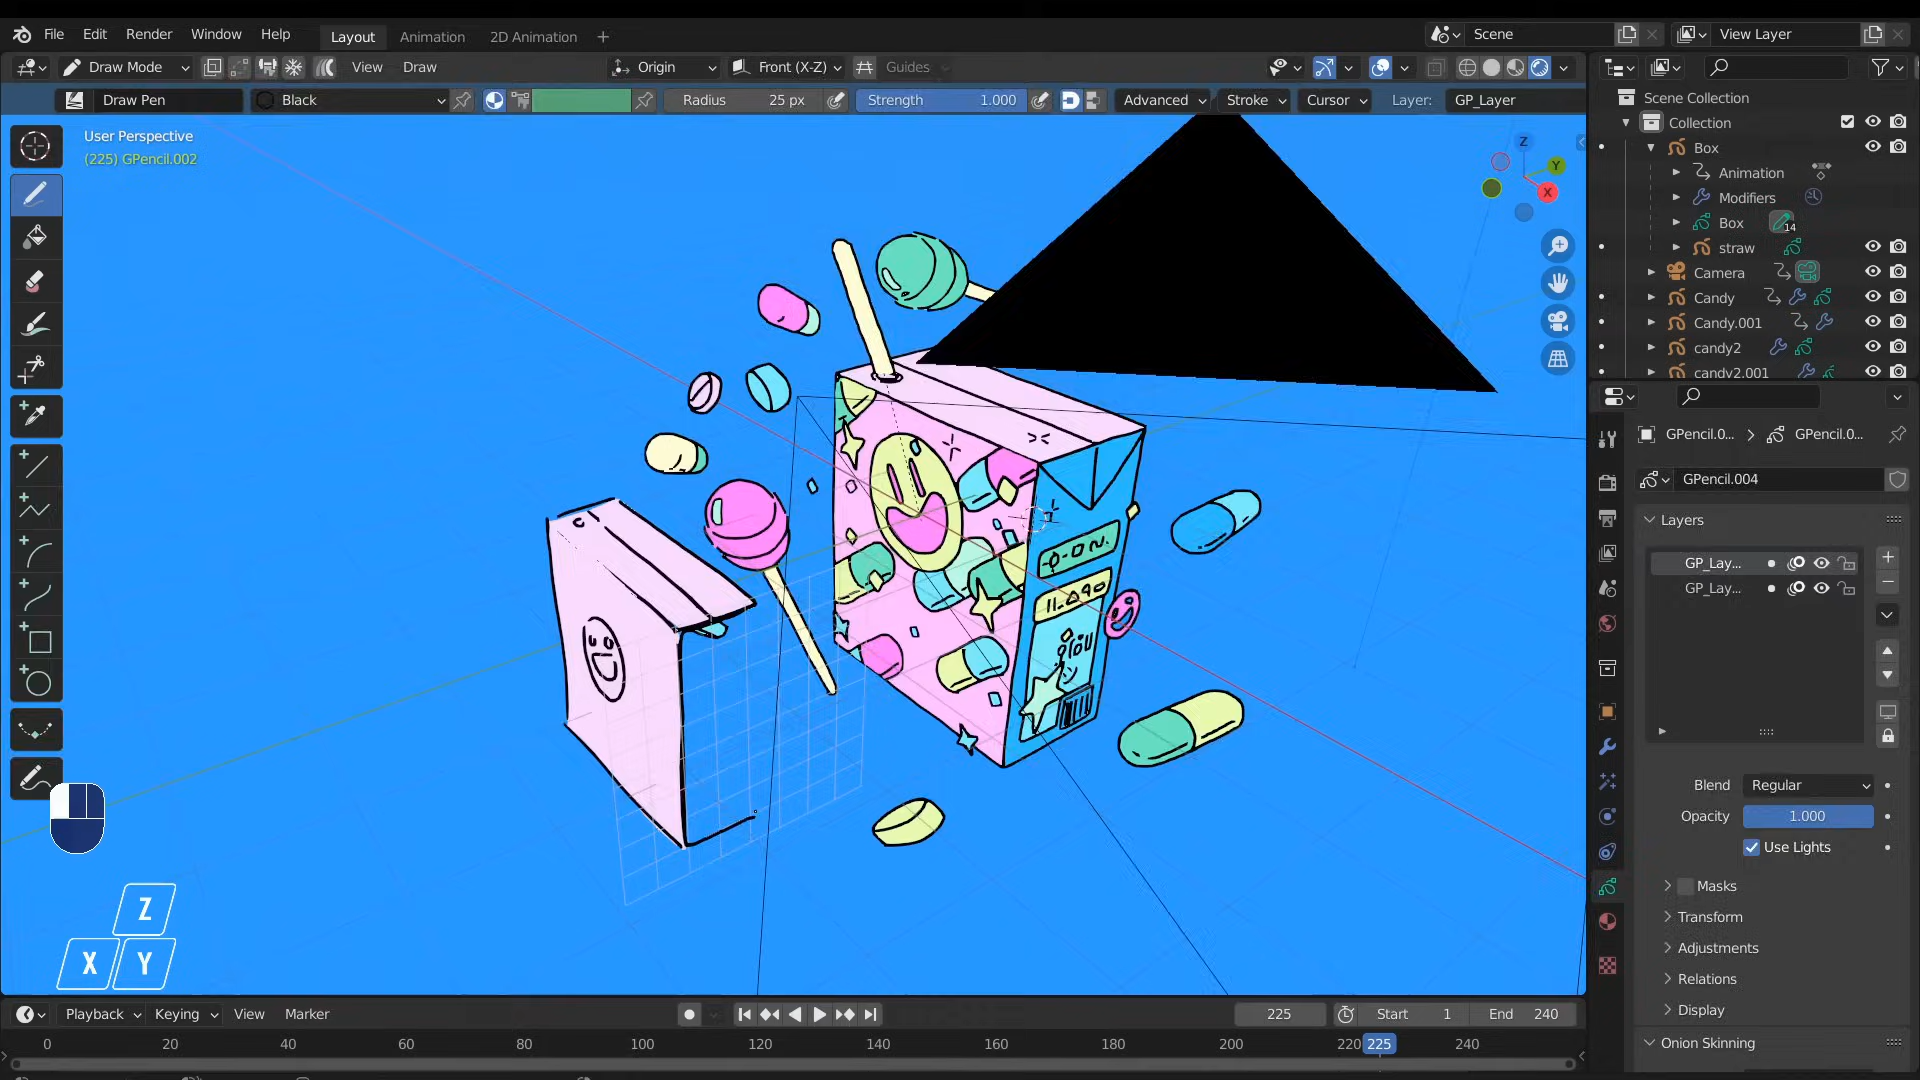 File Edit Render Window Help Layout Animation 2D Animation + Scene View Layer
Draw Mode View Draw Origin Front (X-Z) Guides
Draw Pen Black Radius 25 px Strength 1.000 Advanced Stroke Cursor Layer: GP_Layer
User Perspective
(225) GPencil.002
Z
Y
X
Scene Collection
Collection
Box
Animation
Modifiers
Box 14
straw
Camera
Candy
Candy.001
candy2
candy2.001
GPencil.0... > GPencil.0...
GPencil.004
Layers
GP_Lay...
GP_Lay...
Blend Regular
Opacity 1.000
Use Lights
Masks
Transform
Adjustments
Relations
Display
Onion Skinning
Z
X Y
Playback Keying View Marker 225 Start 1 End 240
0 20 40 60 80 100 120 140 160 180 200 220 225 240